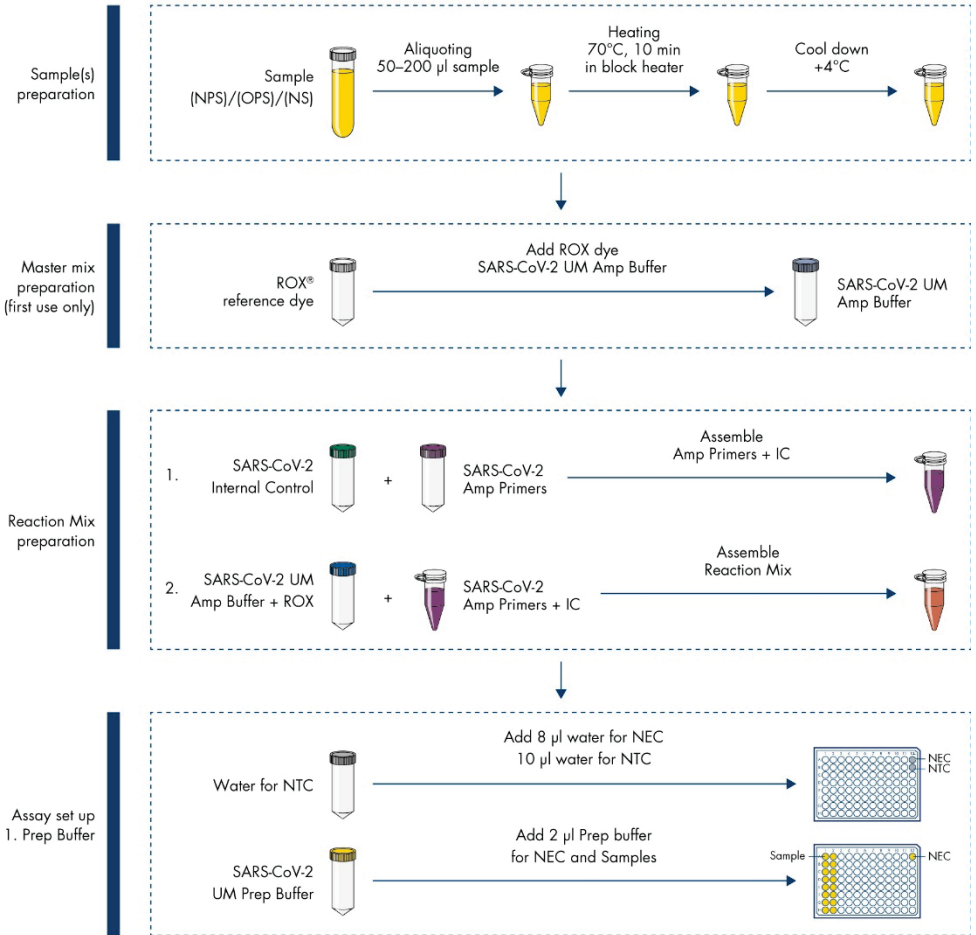 Sample(s)
preparation
Sample
(NPS)/(OPS)/(NS)
Aliquoting
50–200 µl sample
Heating
70°C, 10 min
in block heater
Cool down
+4°C
Master mix
preparation
(first use only)
ROX®
reference dye
Add ROX dye
SARS-CoV-2 UM Amp Buffer
SARS-CoV-2 UM
Amp Buffer
Reaction Mix
preparation
1.
SARS-CoV-2
Internal Control
+
SARS-CoV-2
Amp Primers
Assemble
Amp Primers + IC
2.
SARS-CoV-2 UM
Amp Buffer + ROX
+
SARS-CoV-2
Amp Primers + IC
Assemble
Reaction Mix
Assay set up
1. Prep Buffer
Water for NTC
Add 8 µl water for NEC
10 µl water for NTC
NEC
NTC
SARS-CoV-2
UM Prep Buffer
Add 2 µl Prep buffer
for NEC and Samples
Sample
NEC